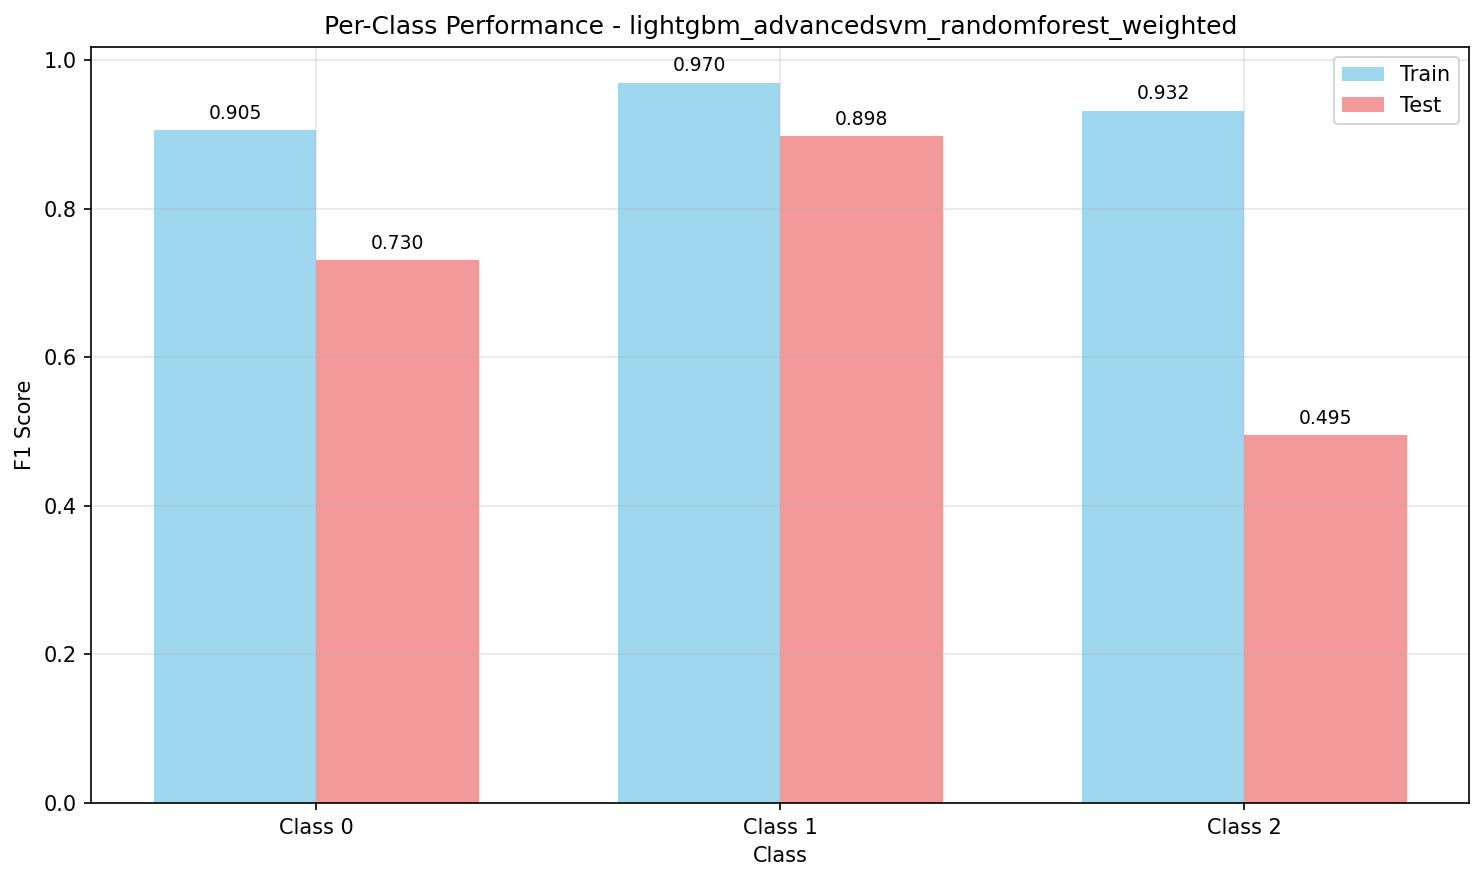 Per-Class Performance - lightgbm_advancedsvm_randomforest_weighted
1.0
0.8
0.6
0.4
0.2
0.0
F1 Score
0.905
0.730
0.970
0.898
0.932
0.495
Train
Test
Class 0
Class 1
Class 2
Class